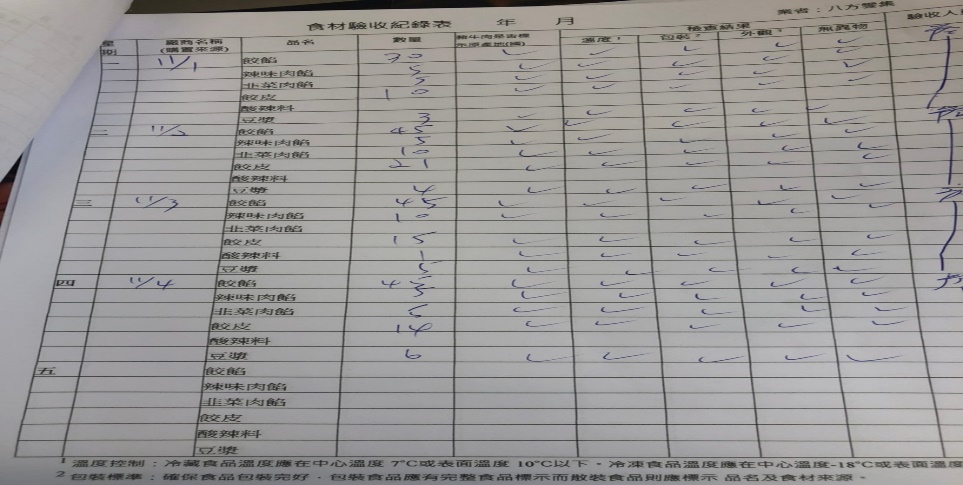 食材驗收紀錄表 年 月 業者：八方雲集
星期 廠商名稱(購置來源) 品名 數量 豬牛肉是否標示原產地(國) 檢查結果 溫度¹ 包裝² 外觀² 無異物 驗收人
一 11/1 餃餡 30 ✓ ✓ ✓ ✓ ✓
辣味肉餡 5 ✓ ✓ ✓ ✓ ✓
韭菜肉餡 5 ✓ ✓ ✓ ✓ ✓
餃皮 10 ✓ ✓ ✓ ✓ ✓
酸辣料
豆漿 3 ✓ ✓ ✓ ✓ ✓
二 11/2 餃餡 45 ✓ ✓ ✓ ✓ ✓
辣味肉餡 5 ✓ ✓ ✓ ✓
韭菜肉餡 10 ✓ ✓ ✓ ✓ ✓
餃皮 21 ✓ ✓ ✓ ✓ ✓
酸辣料
豆漿 4 ✓ ✓ ✓ ✓ ✓
三 11/3 餃餡 45 ✓ ✓ ✓ ✓ ✓
辣味肉餡 10 ✓ ✓ ✓ ✓ ✓
韭菜肉餡
餃皮 15 ✓ ✓ ✓ ✓ ✓
酸辣料 1 ✓ ✓ ✓ ✓ ✓
豆漿 5 ✓ ✓ ✓ ✓ ✓
四 11/4 餃餡 45 ✓ ✓ ✓ ✓ ✓
辣味肉餡 5 ✓ ✓ ✓ ✓ ✓
韭菜肉餡 5 ✓ ✓ ✓ ✓ ✓
餃皮 14 ✓ ✓ ✓ ✓ ✓
酸辣料
豆漿 6 ✓ ✓ ✓ ✓ ✓
五 餃餡
辣味肉餡
韭菜肉餡
餃皮
酸辣料
豆漿
¹ 溫度控制：冷藏食品溫度應在中心溫度 7°C或表面溫度 10°C以下。冷凍食品溫度應在中心溫度-18°C或表面溫度
² 包裝標準：確保食品包裝完好，包裝食品應有完整食品標示而散裝食品則應標示 品名及食材來源。